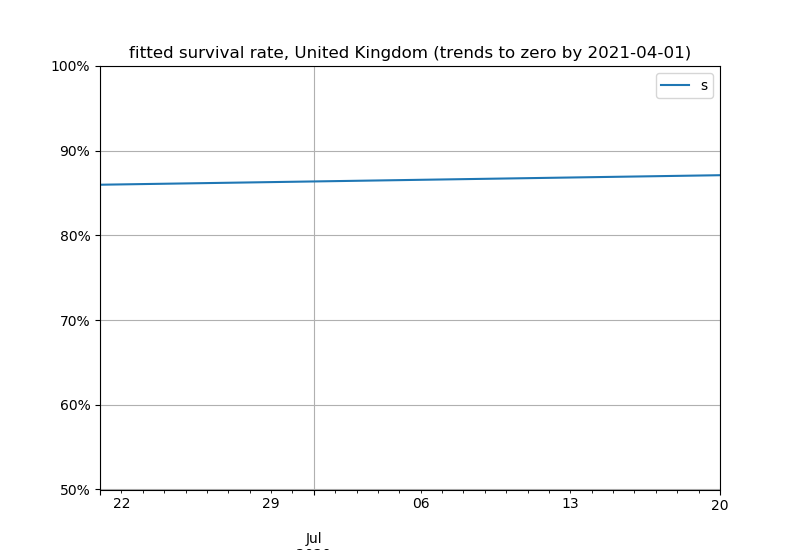 fitted survival rate, United Kingdom (trends to zero by 2021-04-01)
100%
s
90%
80%
70%
60%
50%
22 29 06 13 20
Jul